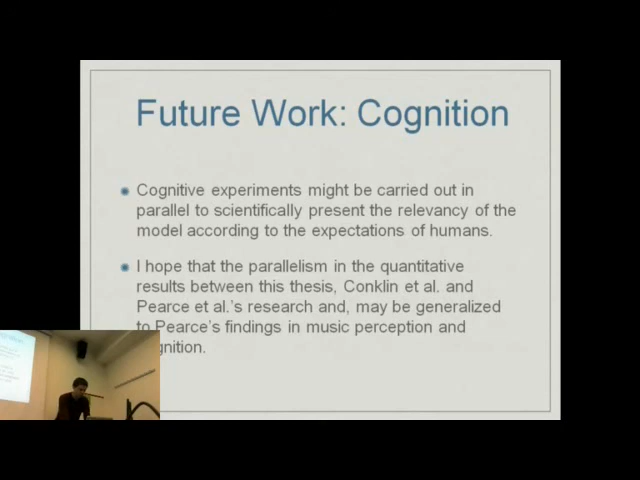 Future Work: Cognition
Cognitive experiments might be carried out in
parallel to scientifically present the relevancy of the
model according to the expectations of humans.
I hope that the parallelism in the quantitative
results between this thesis, Conklin et al. and
Pearce et al.'s research and, may be generalized
to Pearce's findings in music perception and
gnition.